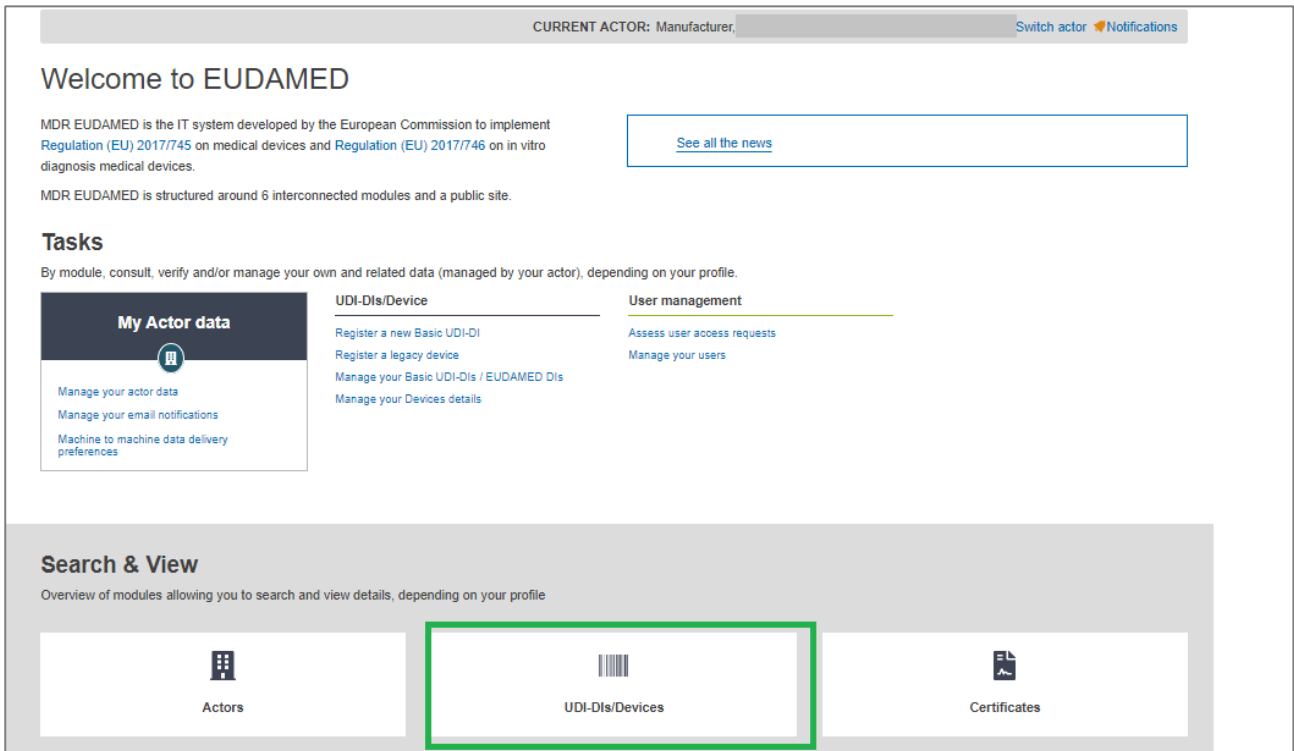 CURRENT ACTOR: Manufacturer, Switch actor Notifications
Welcome to EUDAMED
MDR EUDAMED is the IT system developed by the European Commission to implement
Regulation (EU) 2017/745 on medical devices and Regulation (EU) 2017/746 on in vitro
diagnosis medical devices.
MDR EUDAMED is structured around 6 interconnected modules and a public site.
See all the news
Tasks
By module, consult, verify and/or manage your own and related data (managed by your actor), depending on your profile.
My Actor data
Manage your actor data
Manage your email notifications
Machine to machine data delivery
preferences
UDI-DIs/Device
Register a new Basic UDI-DI
Register a legacy device
Manage your Basic UDI-DIs / EUDAMED DIs
Manage your Devices details
User management
Assess user access requests
Manage your users
Search & View
Overview of modules allowing you to search and view details, depending on your profile
Actors
UDI-DIs/Devices
Certificates